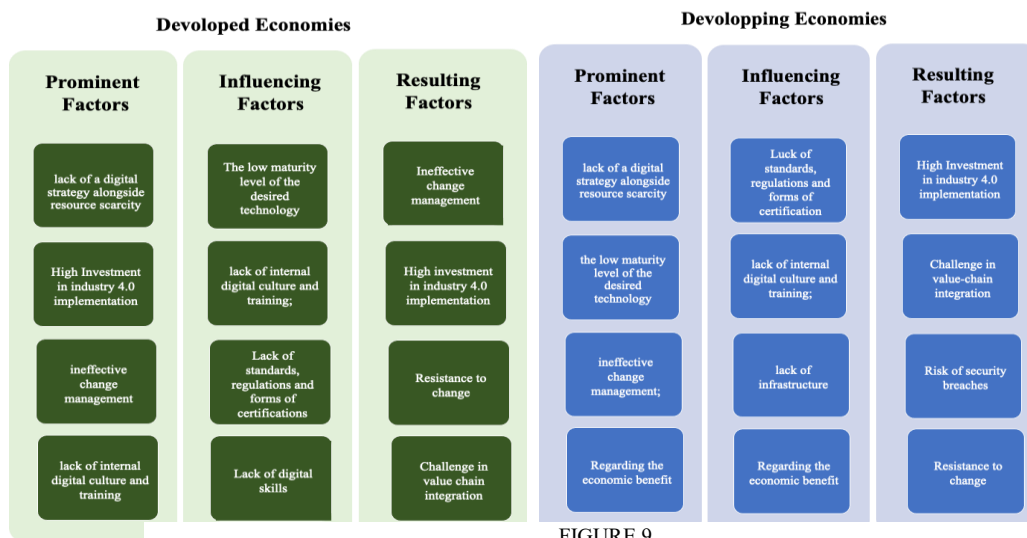 Devoloped Economies
Prominent
Factors
lack of a digital
strategy alongside
resource scarcity
High Investment
in industry 4.0
implementation
ineffective
change
management
lack of internal
digital culture and
training
Influencing
Factors
The low maturity
level of the
desired
technology
lack of internal
digital culture and
training;
Lack of
standards,
regulations and
forms of
certifications
Lack of digital
skills
Resulting
Factors
Ineffective
change
management
High investment
in industry 4.0
implementation
Resistance to
change
Challenge in
value chain
integration
Devolopping Economies
Prominent
Factors
lack of a digital
strategy alongside
resource scarcity
the low maturity
level of the
desired
technology
ineffective
change
management;
Regarding the
economic benefit
Influencing
Factors
Luck of
standards,
regulations and
forms of
certification
lack of internal
digital culture and
training;
lack of
infrastructure
Regarding the
economic benefit
Resulting
Factors
High Investment
in industry 4.0
implementation
Challenge in
value-chain
integration
Risk of security
breaches
Resistance to
change
FIGURE 9